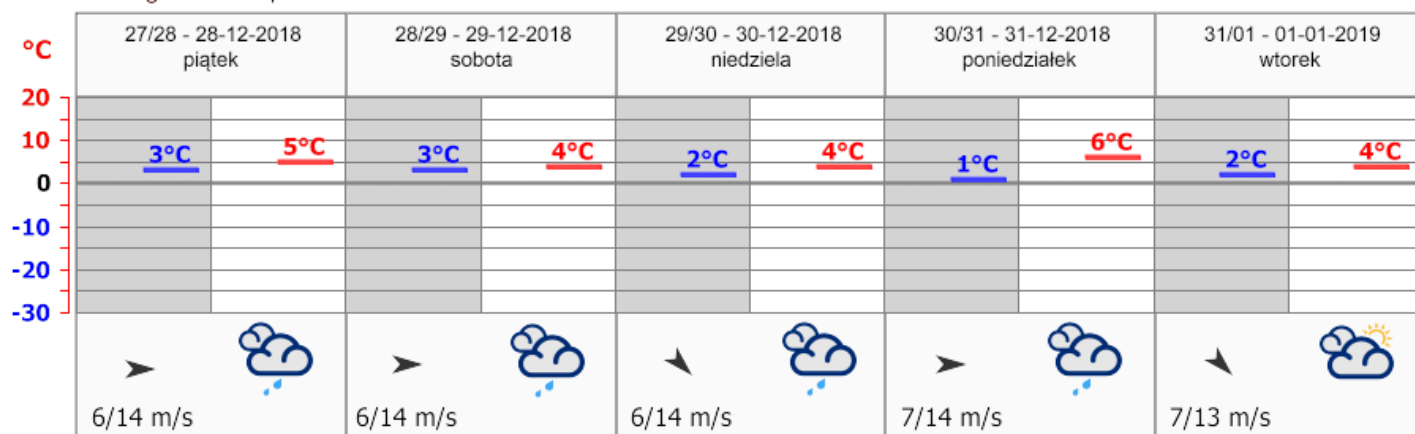 27/28 - 28-12-2018
piątek
28/29 - 29-12-2018
sobota
29/30 - 30-12-2018
niedziela
30/31 - 31-12-2018
poniedziałek
31/01 - 01-01-2019
wtorek
°C
20
10
0
-10
-20
-30
3°C
5°C
3°C
4°C
2°C
4°C
1°C
6°C
2°C
4°C
6/14 m/s
6/14 m/s
6/14 m/s
7/14 m/s
7/13 m/s